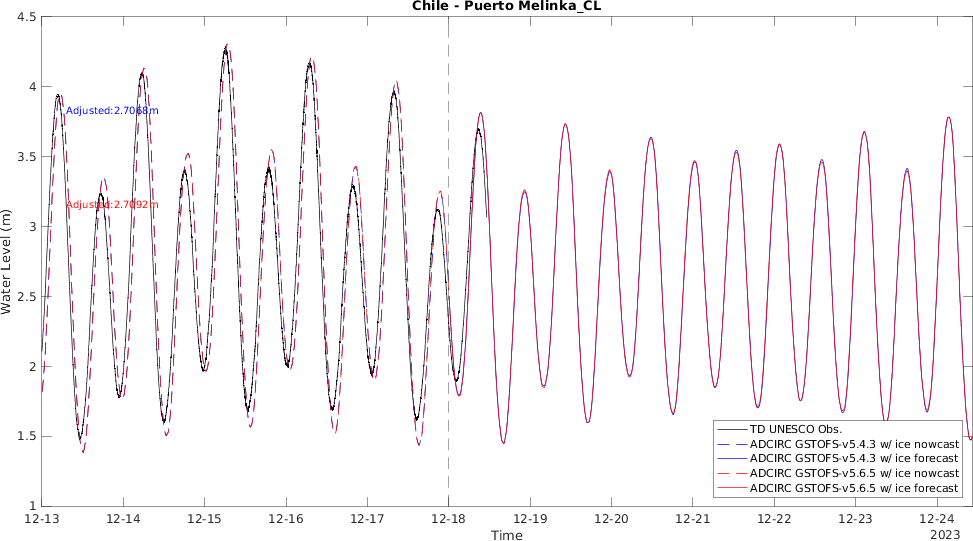 Chile - Puerto Melinka_CL
4.5
4
3.5
3
2.5
2
1.5
1
Water Level (m)
Adjusted:2.7068m
Adjusted:2.7092m
TD UNESCO Obs.
ADCIRC GSTOFS-v5.4.3 w/ ice nowcast
ADCIRC GSTOFS-v5.4.3 w/ ice forecast
ADCIRC GSTOFS-v5.6.5 w/ ice nowcast
ADCIRC GSTOFS-v5.6.5 w/ ice forecast
12-13 12-14 12-15 12-16 12-17 12-18 12-19 12-20 12-21 12-22 12-23 12-24
Time
2023